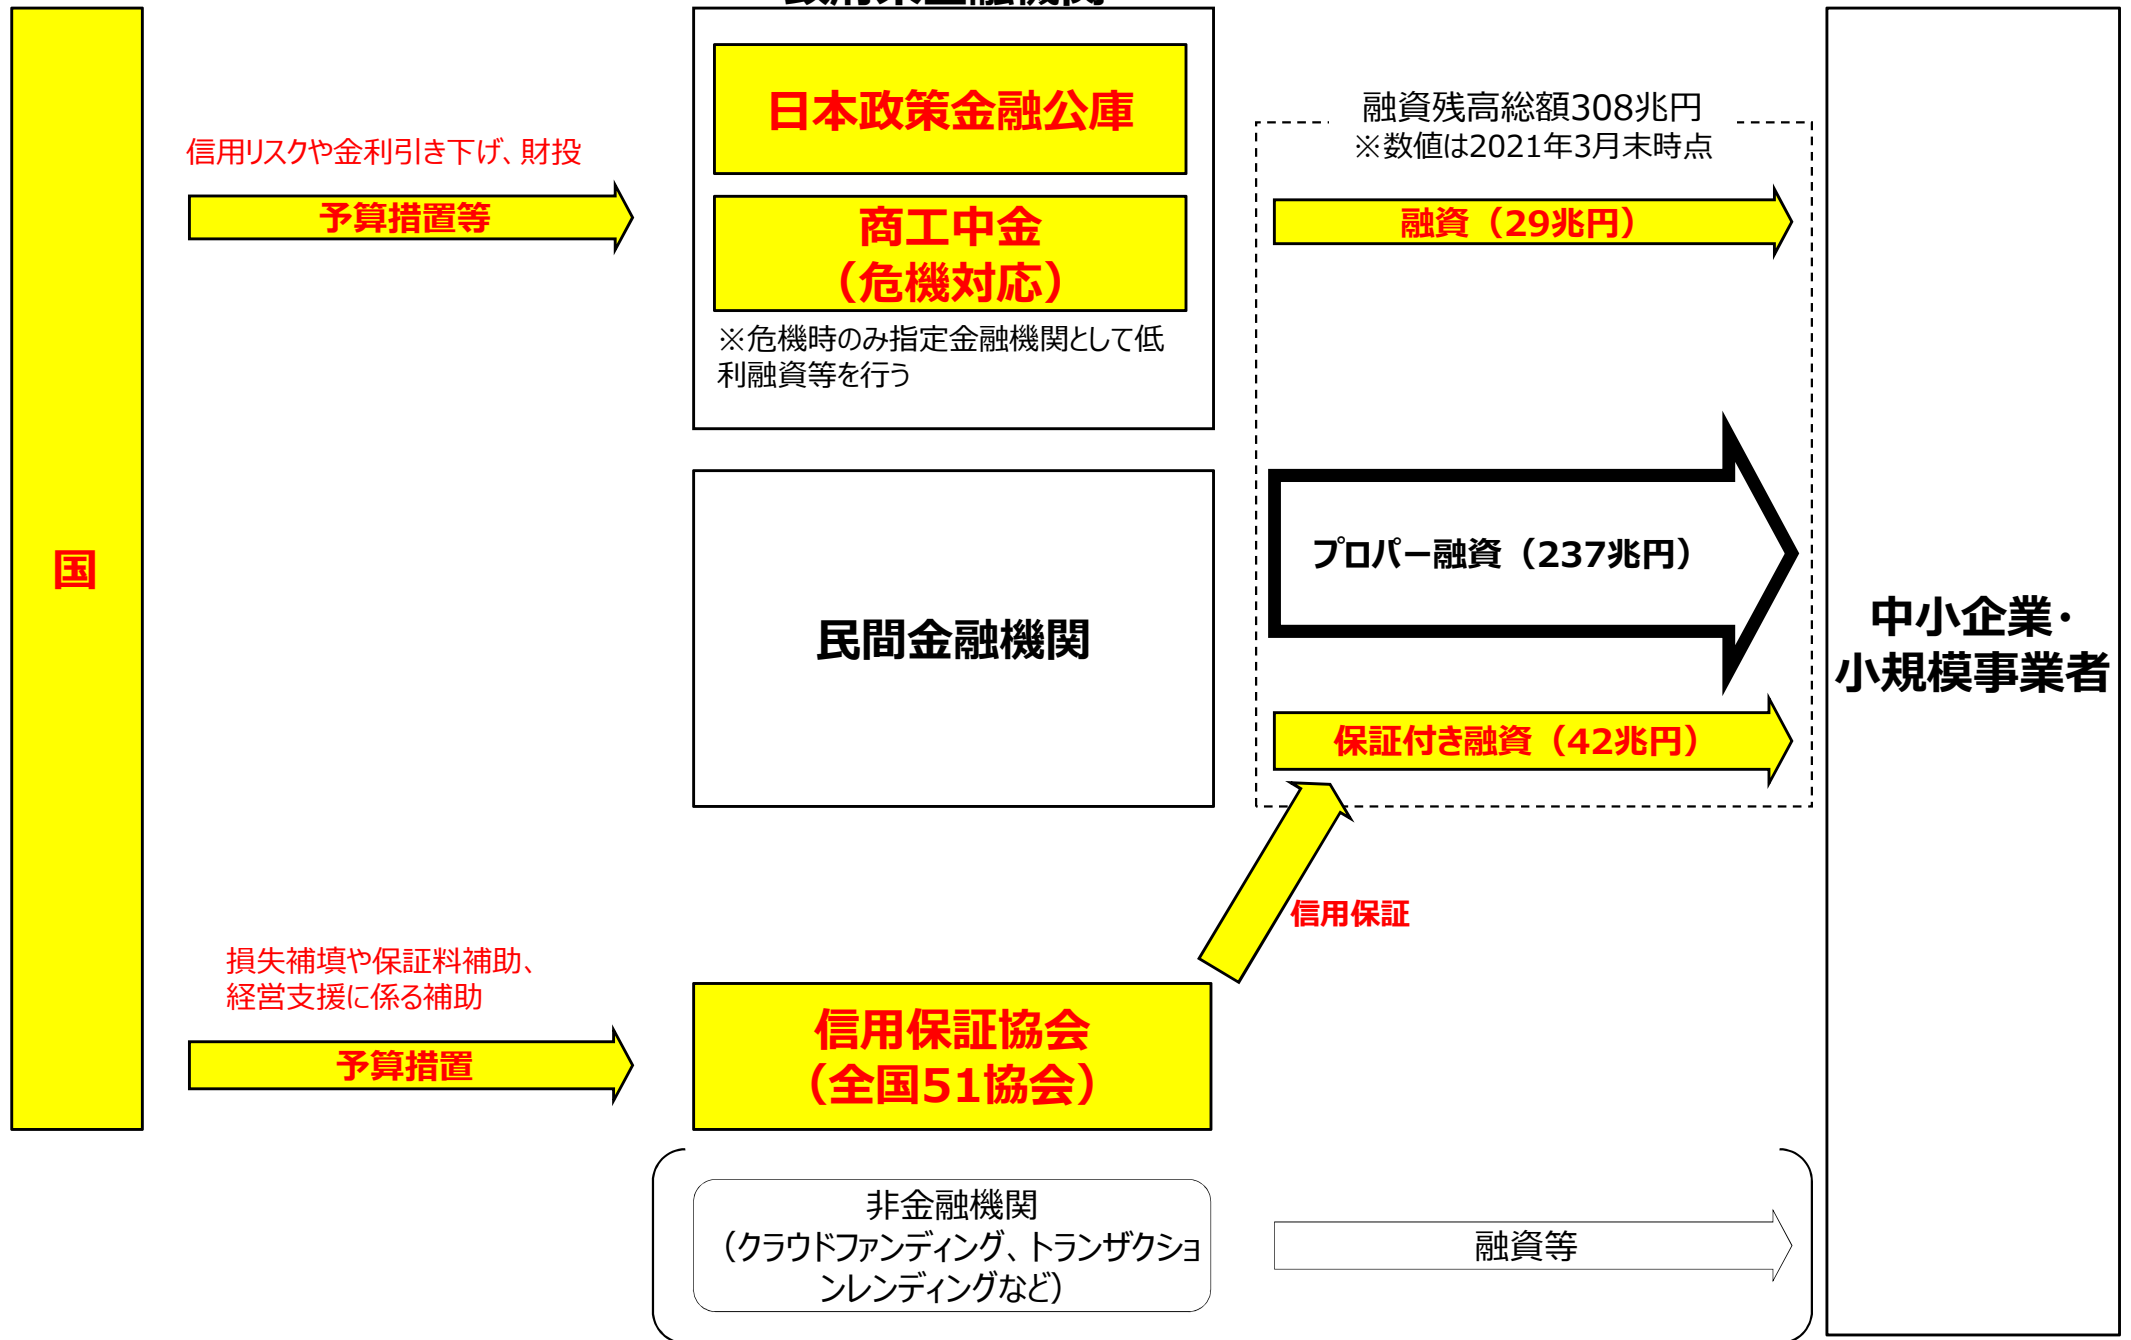 国
信用リスクや金利引き下げ、財投
予算措置等
日本政策金融公庫
商工中金
（危機対応）
※危機時のみ指定金融機関として低
利融資等を行う
融資残高総額308兆円
※数値は2021年3月末時点
融資（29兆円）
民間金融機関
プロパー融資（237兆円）
保証付き融資（42兆円）
中小企業・
小規模事業者
信用保証
損失補填や保証料補助、
経営支援に係る補助
予算措置
信用保証協会
（全国51協会）
非金融機関
（クラウドファンディング、トランザクショ
ンレンディングなど）
融資等